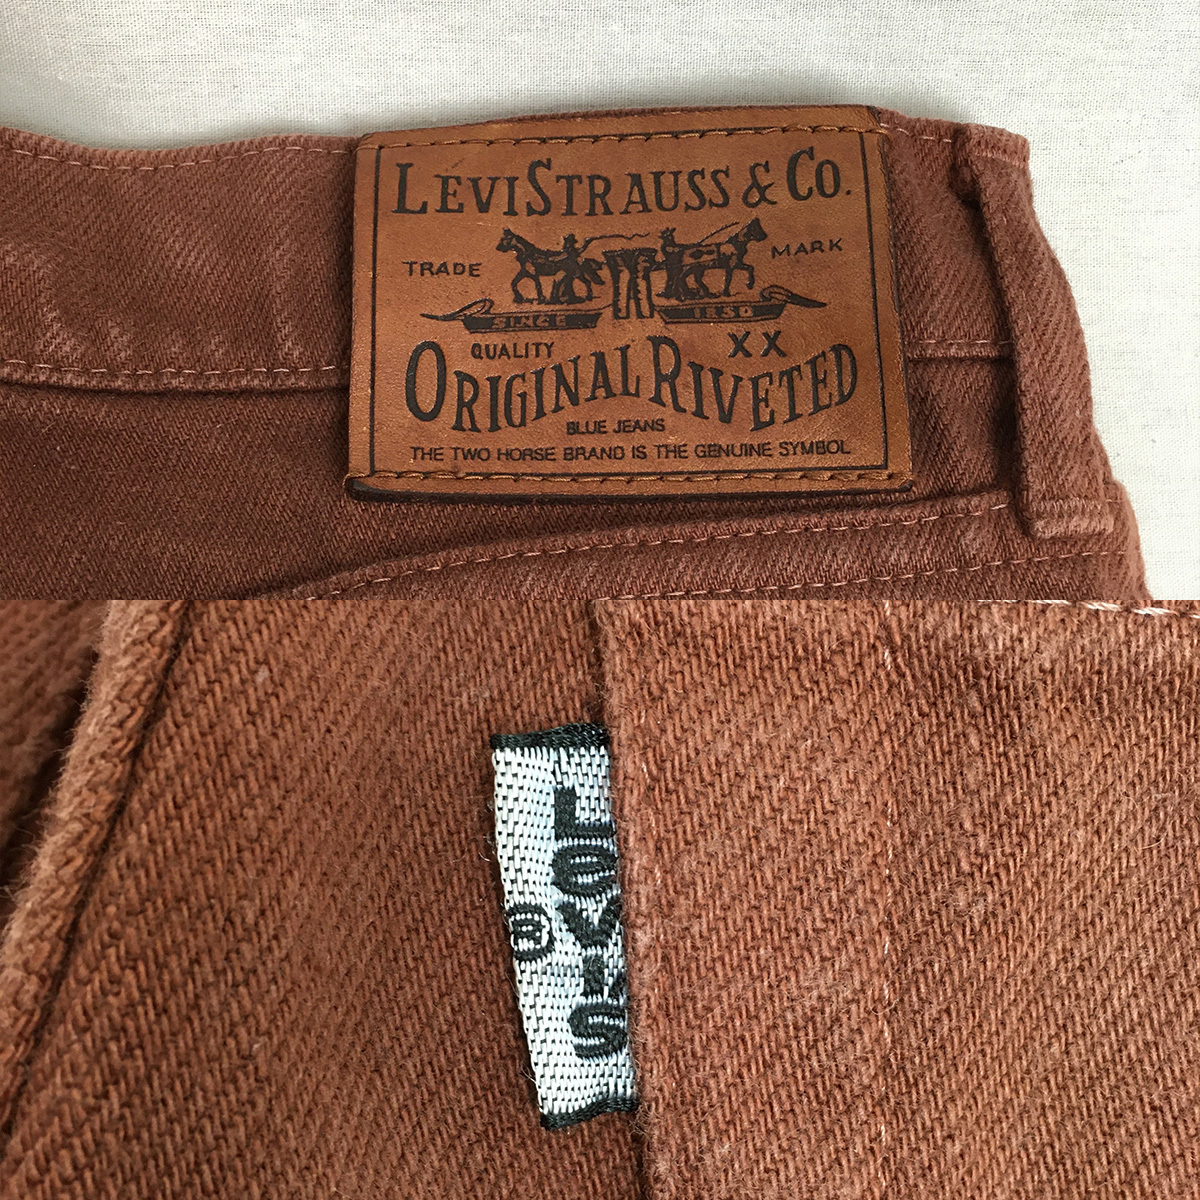 LEVI STRAUSS & CO.
TRADE MARK
SINCE 1850
QUALITY XX
ORIGINAL RIVETED
BLUE JEANS
THE TWO HORSE BRAND IS THE GENUINE SYMBOL
LEVI'S
®